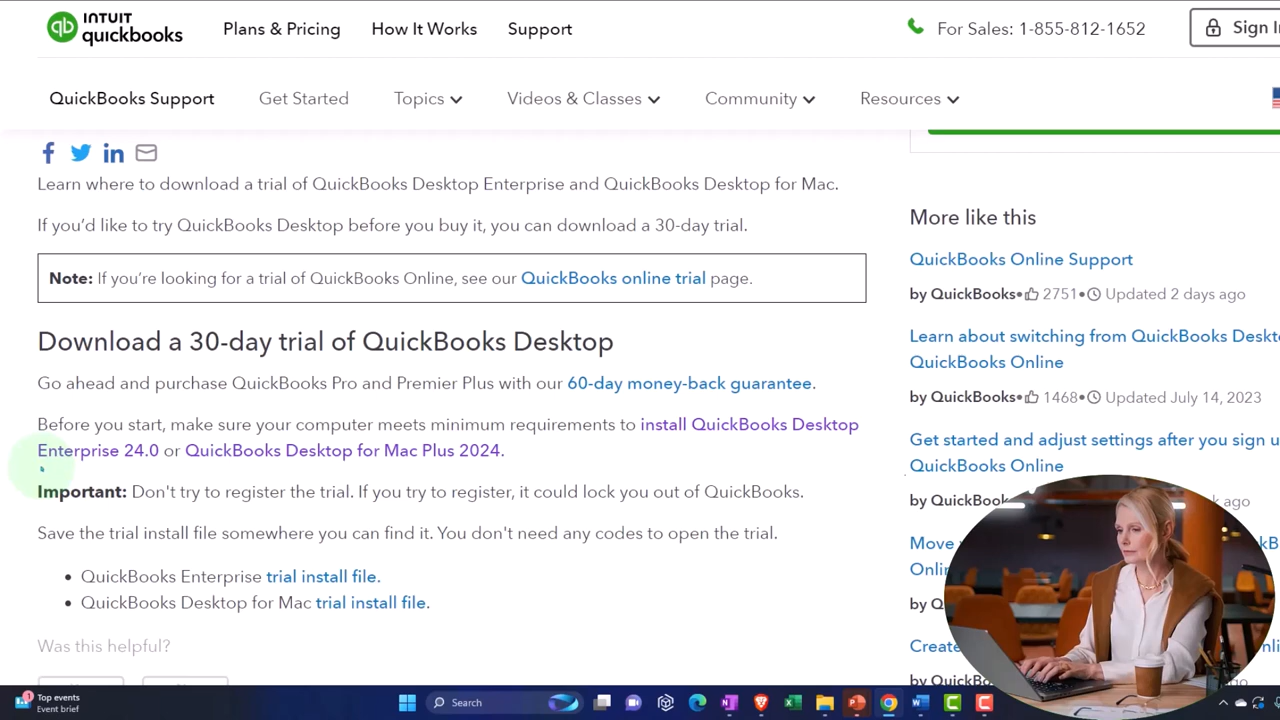 INTUIT
quickbooks
Plans & Pricing
How It Works
Support
For Sales: 1-855-812-1652
Sign I
QuickBooks Support
Get Started
Topics
Videos & Classes
Community
Resources
Learn where to download a trial of QuickBooks Desktop Enterprise and QuickBooks Desktop for Mac.
If you'd like to try QuickBooks Desktop before you buy it, you can download a 30-day trial.
Note: If you're looking for a trial of QuickBooks Online, see our QuickBooks online trial page.
Download a 30-day trial of QuickBooks Desktop
Go ahead and purchase QuickBooks Pro and Premier Plus with our 60-day money-back guarantee.
Before you start, make sure your computer meets minimum requirements to install QuickBooks Desktop
Enterprise 24.0 or QuickBooks Desktop for Mac Plus 2024.
Important: Don't try to register the trial. If you try to register, it could lock you out of QuickBooks.
Save the trial install file somewhere you can find it. You don't need any codes to open the trial.
• QuickBooks Enterprise trial install file.
• QuickBooks Desktop for Mac trial install file.
Was this helpful?
More like this
QuickBooks Online Support
by QuickBooks• 2751• Updated 2 days ago
Learn about switching from QuickBooks Deskto
QuickBooks Online
by QuickBooks• 1468• Updated July 14, 2023
Get started and adjust settings after you sign u
QuickBooks Online
by QuickBook
ago
Move
Onlin
by Q
Create
by Qu
Top events
Event brief
Search